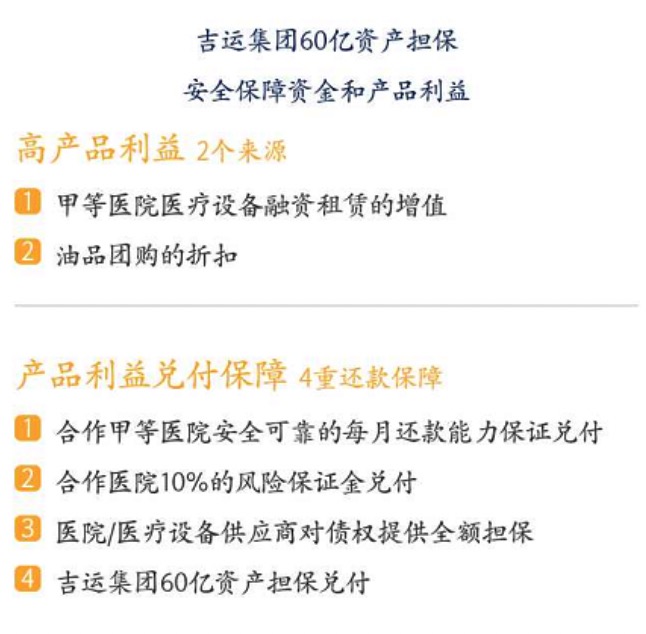 吉运集团60亿资产担保
安全保障资金和产品利益
高产品利益 2个来源
1 甲等医院医疗设备融资租赁的增值
2 油品团购的折扣
产品利益兑付保障 4重还款保障
1 合作甲等医院安全可靠的每月还款能力保证兑付
2 合作医院10%的风险保证金兑付
3 医院/医疗设备供应商对债权提供全额担保
4 吉运集团60亿资产担保兑付